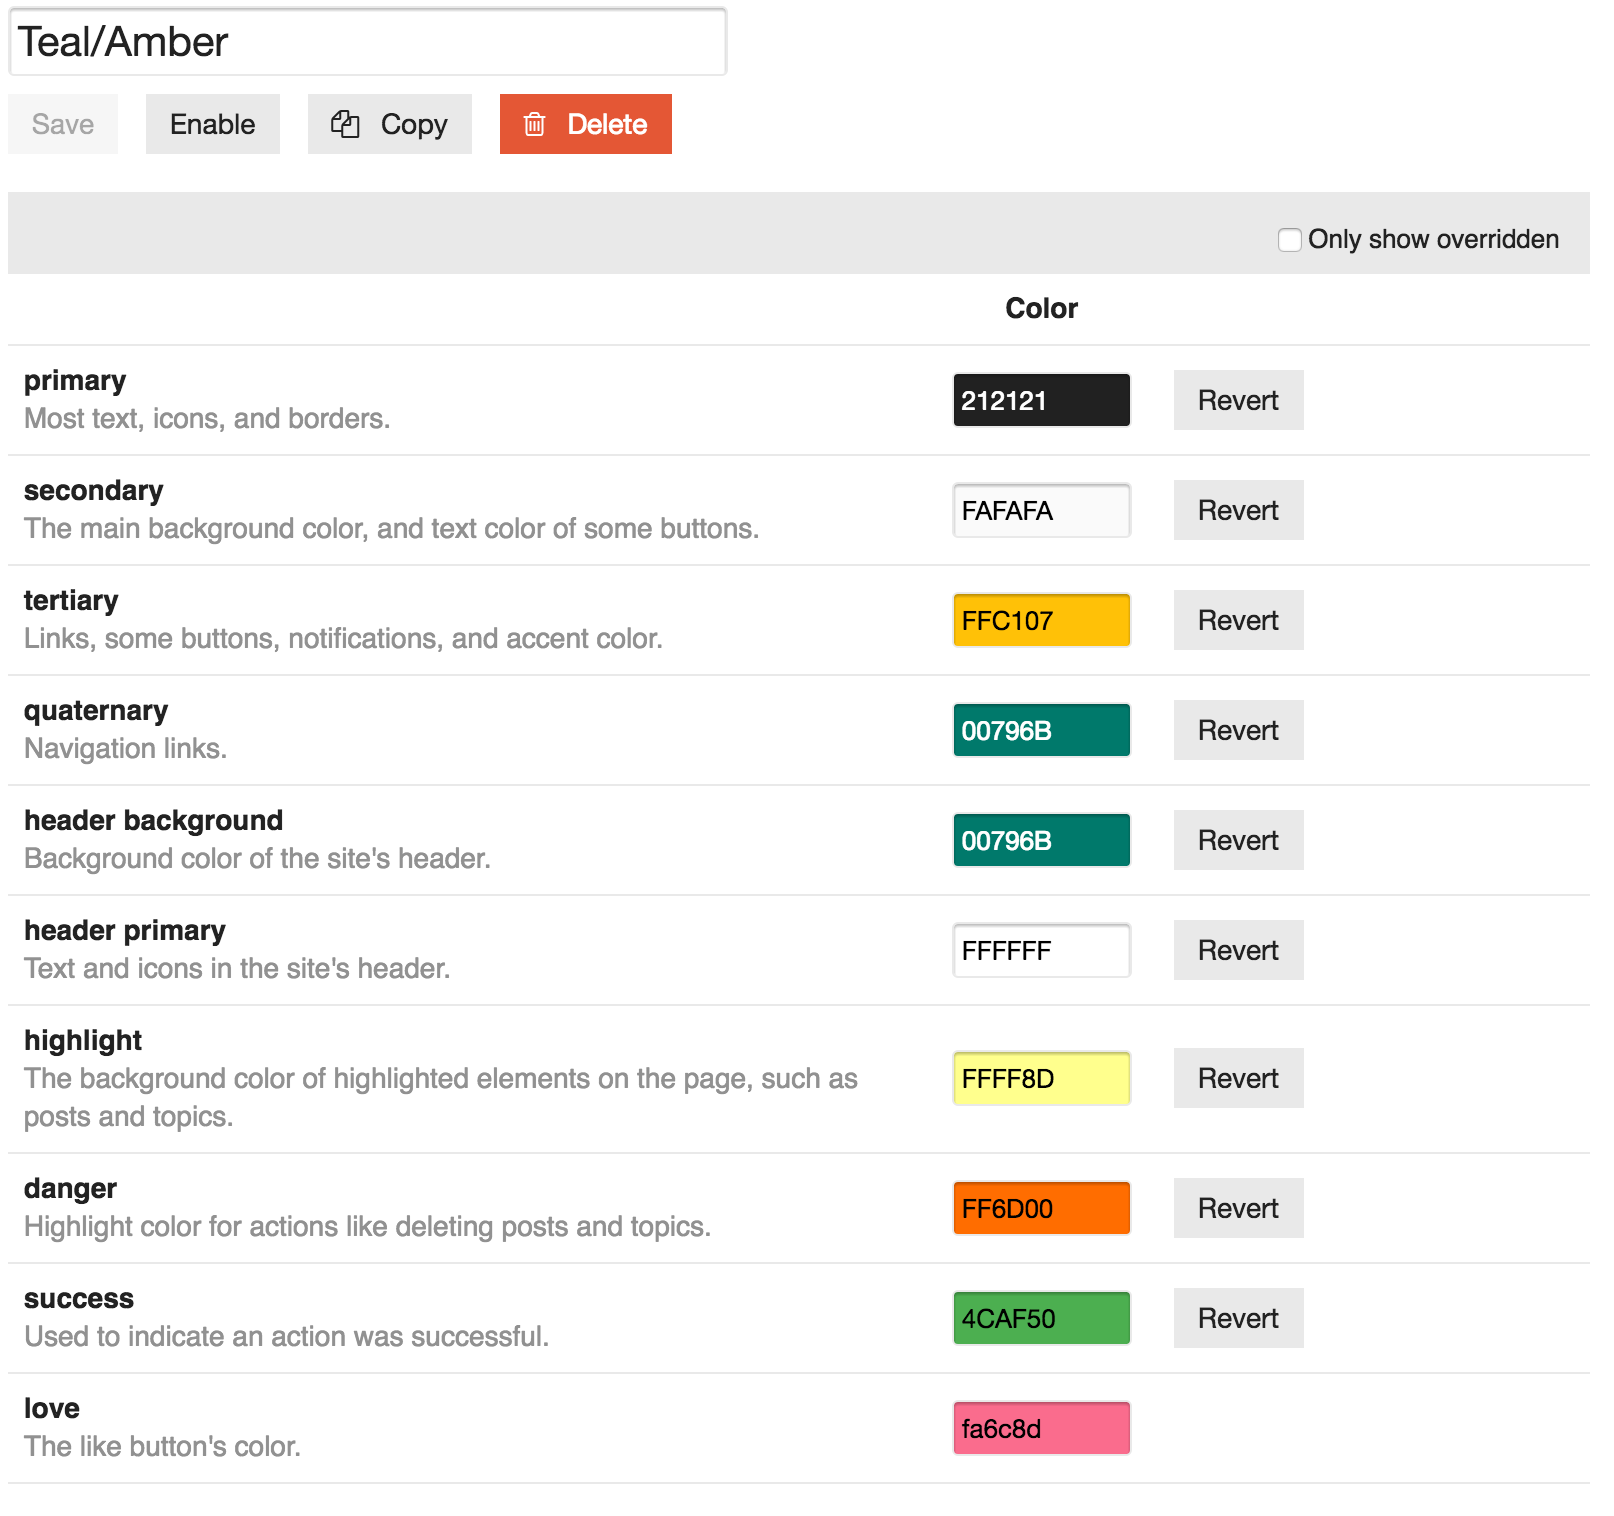 Teal/Amber
Save Enable Copy Delete
Only show overridden
Color
primary
Most text, icons, and borders.
212121 Revert
secondary
The main background color, and text color of some buttons.
FAFAFA Revert
tertiary
Links, some buttons, notifications, and accent color.
FFC107 Revert
quaternary
Navigation links.
00796B Revert
header background
Background color of the site's header.
00796B Revert
header primary
Text and icons in the site's header.
FFFFFF Revert
highlight
The background color of highlighted elements on the page, such as
posts and topics.
FFFF8D Revert
danger
Highlight color for actions like deleting posts and topics.
FF6D00 Revert
success
Used to indicate an action was successful.
4CAF50 Revert
love
The like button's color.
fa6c8d